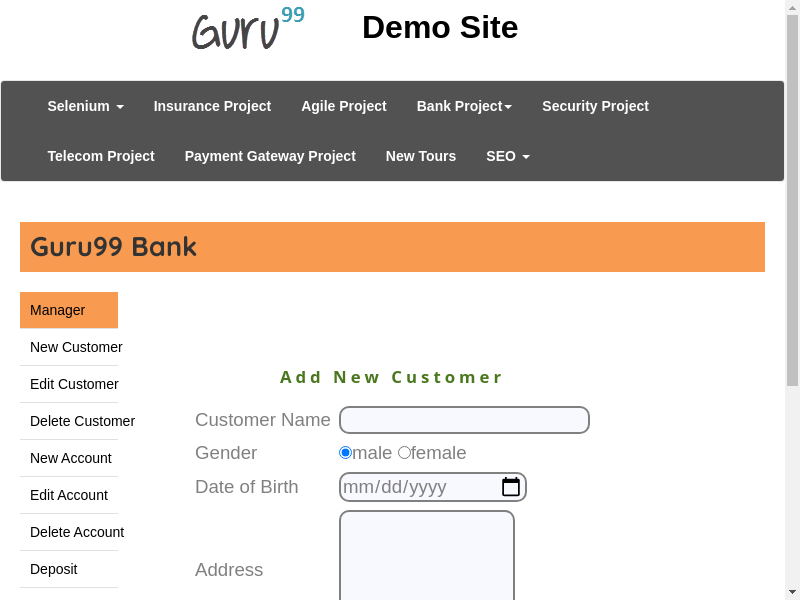 Guru99 Demo Site
Selenium Insurance Project Agile Project Bank Project Security Project
Telecom Project Payment Gateway Project New Tours SEO
Guru99 Bank
Manager
New Customer
Edit Customer
Delete Customer
New Account
Edit Account
Delete Account
Deposit
Add New Customer
Customer Name
Gender male female
Date of Birth mm/dd/yyyy
Address